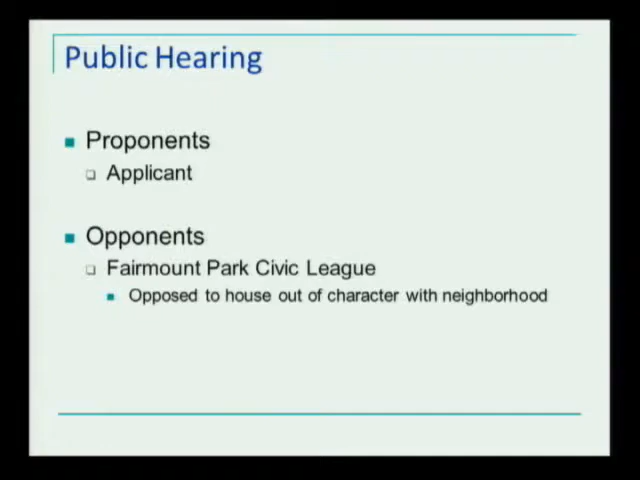 Public Hearing
Proponents
Applicant
Opponents
Fairmount Park Civic League
Opposed to house out of character with neighborhood